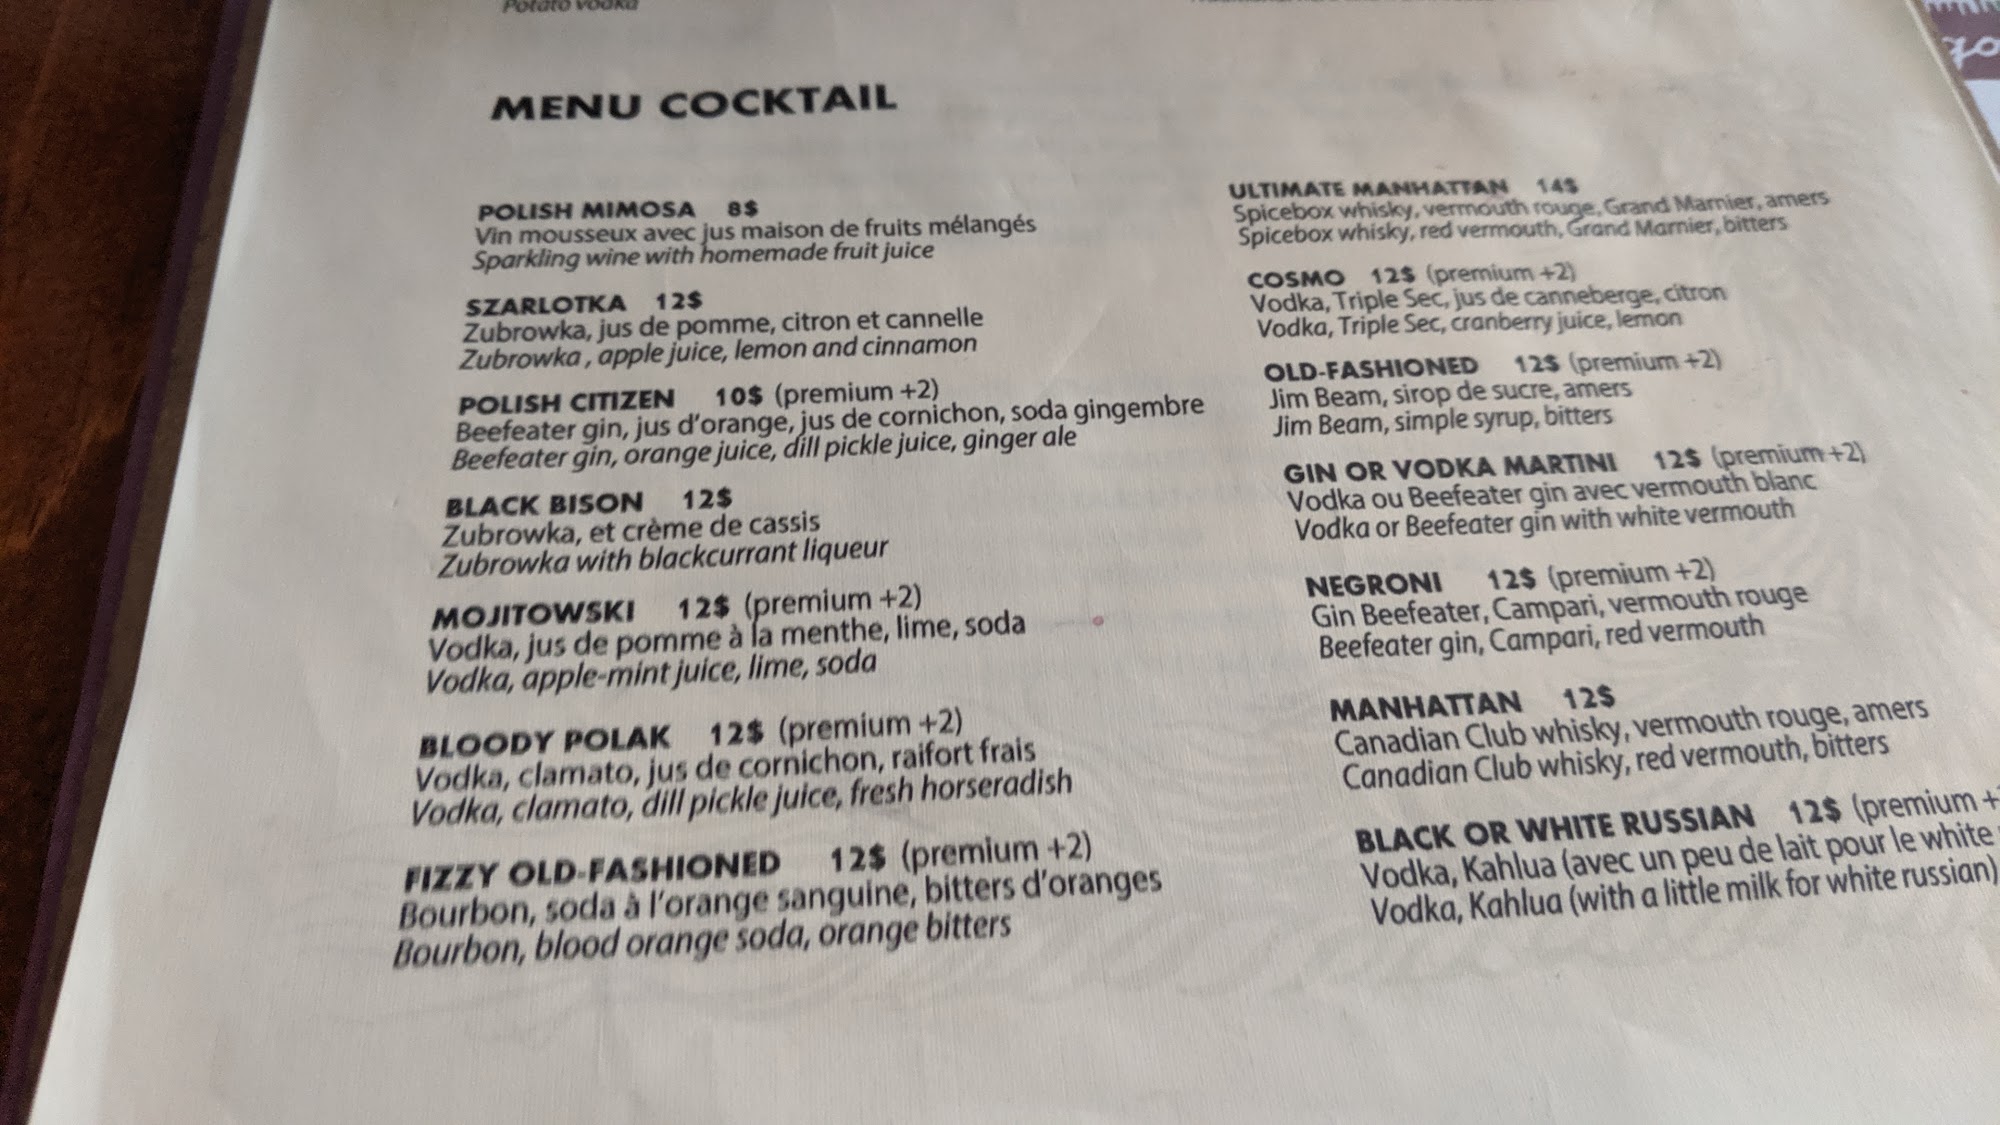 Potato vodka
MENU COCKTAIL
POLISH MIMOSA 8$
Vin mousseux avec jus maison de fruits mélangés
Sparkling wine with homemade fruit juice
SZARLOTKA 12$
Zubrowka, jus de pomme, citron et cannelle
Zubrowka , apple juice, lemon and cinnamon
POLISH CITIZEN 10$ (premium +2)
Beefeater gin, jus d'orange, jus de cornichon, soda gingembre
Beefeater gin, orange juice, dill pickle juice, ginger ale
BLACK BISON 12$
Zubrowka, et crème de cassis
Zubrowka with blackcurrant liqueur
MOJITOWSKI 12$ (premium +2)
Vodka, jus de pomme à la menthe, lime, soda
Vodka, apple-mint juice, lime, soda
BLOODY POLAK 12$ (premium +2)
Vodka, clamato, jus de cornichon, raifort frais
Vodka, clamato, dill pickle juice, fresh horseradish
FIZZY OLD-FASHIONED 12$ (premium +2)
Bourbon, soda à l'orange sanguine, bitters d'oranges
Bourbon, blood orange soda, orange bitters
ULTIMATE MANHATTAN 14$
Spicebox whisky, vermouth rouge, Grand Marnier, amers
Spicebox whisky, red vermouth, Grand Marnier, bitters
COSMO 12$ (premium +2)
Vodka, Triple Sec, jus de canneberge, citron
Vodka, Triple Sec, cranberry juice, lemon
OLD-FASHIONED 12$ (premium +2)
Jim Beam, sirop de sucre, amers
Jim Beam, simple syrup, bitters
GIN OR VODKA MARTINI 12$ (premium +2)
Vodka ou Beefeater gin avec vermouth blanc
Vodka or Beefeater gin with white vermouth
NEGRONI 12$ (premium +2)
Gin Beefeater, Campari, vermouth rouge
Beefeater gin, Campari, red vermouth
MANHATTAN 12$
Canadian Club whisky, vermouth rouge, amers
Canadian Club whisky, red vermouth, bitters
BLACK OR WHITE RUSSIAN 12$ (premium +
Vodka, Kahlua (avec un peu de lait pour le white
Vodka, Kahlua (with a little milk for white russian)